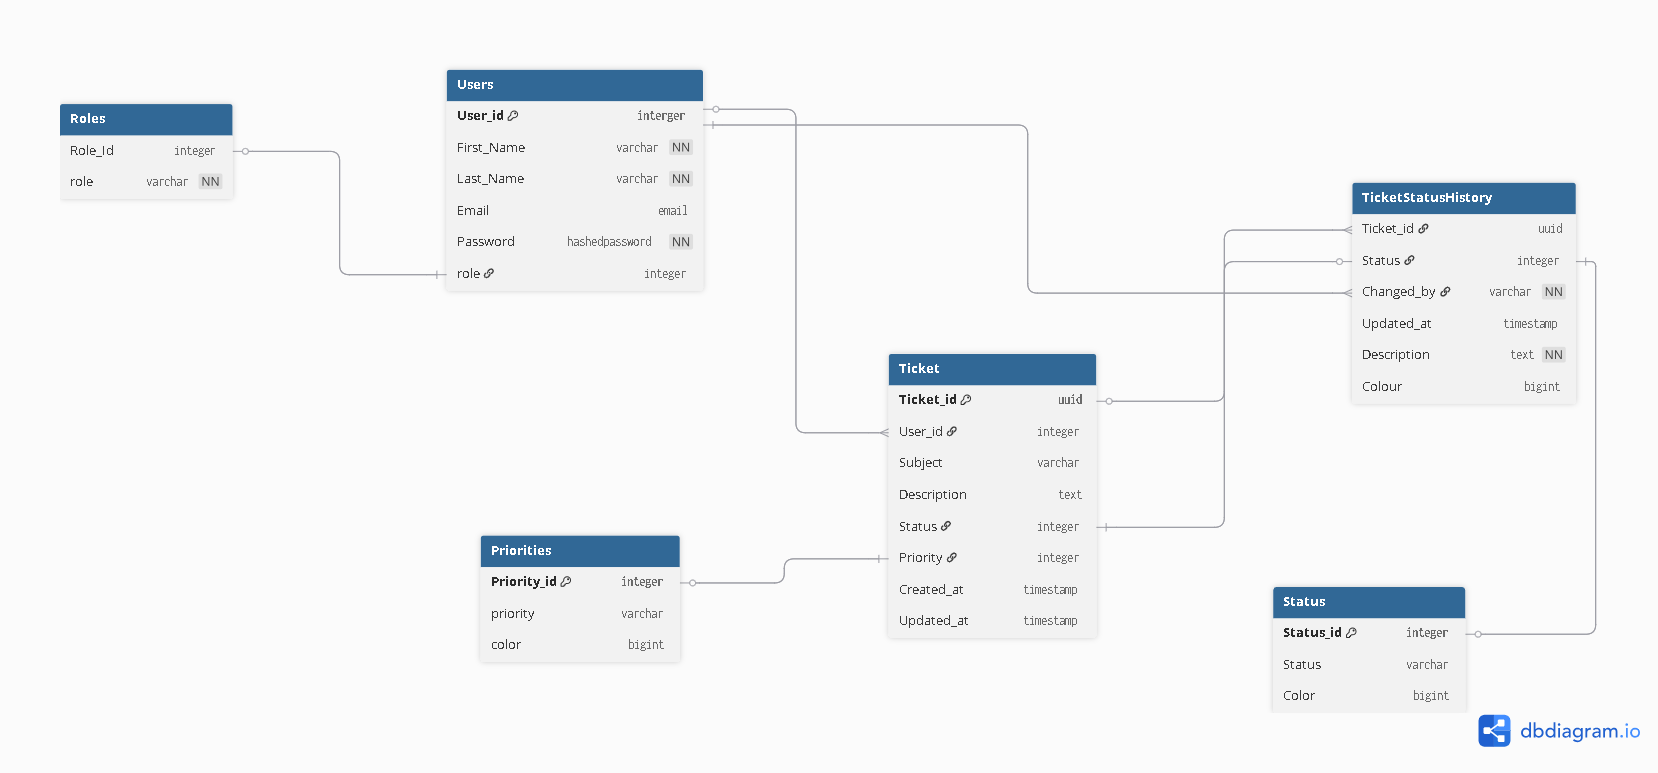 Roles
Role_Id integer
role varchar NN
Users
User_id interger
First_Name varchar NN
Last_Name varchar NN
Email email
Password hashedpassword NN
role integer
TicketStatusHistory
Ticket_id uuid
Status integer
Changed_by varchar NN
Updated_at timestamp
Description text NN
Colour bigint
Ticket
Ticket_id uuid
User_id integer
Subject varchar
Description text
Status integer
Priority integer
Created_at timestamp
Updated_at timestamp
Priorities
Priority_id integer
priority varchar
color bigint
Status
Status_id integer
Status varchar
Color bigint
dbdiagram.io